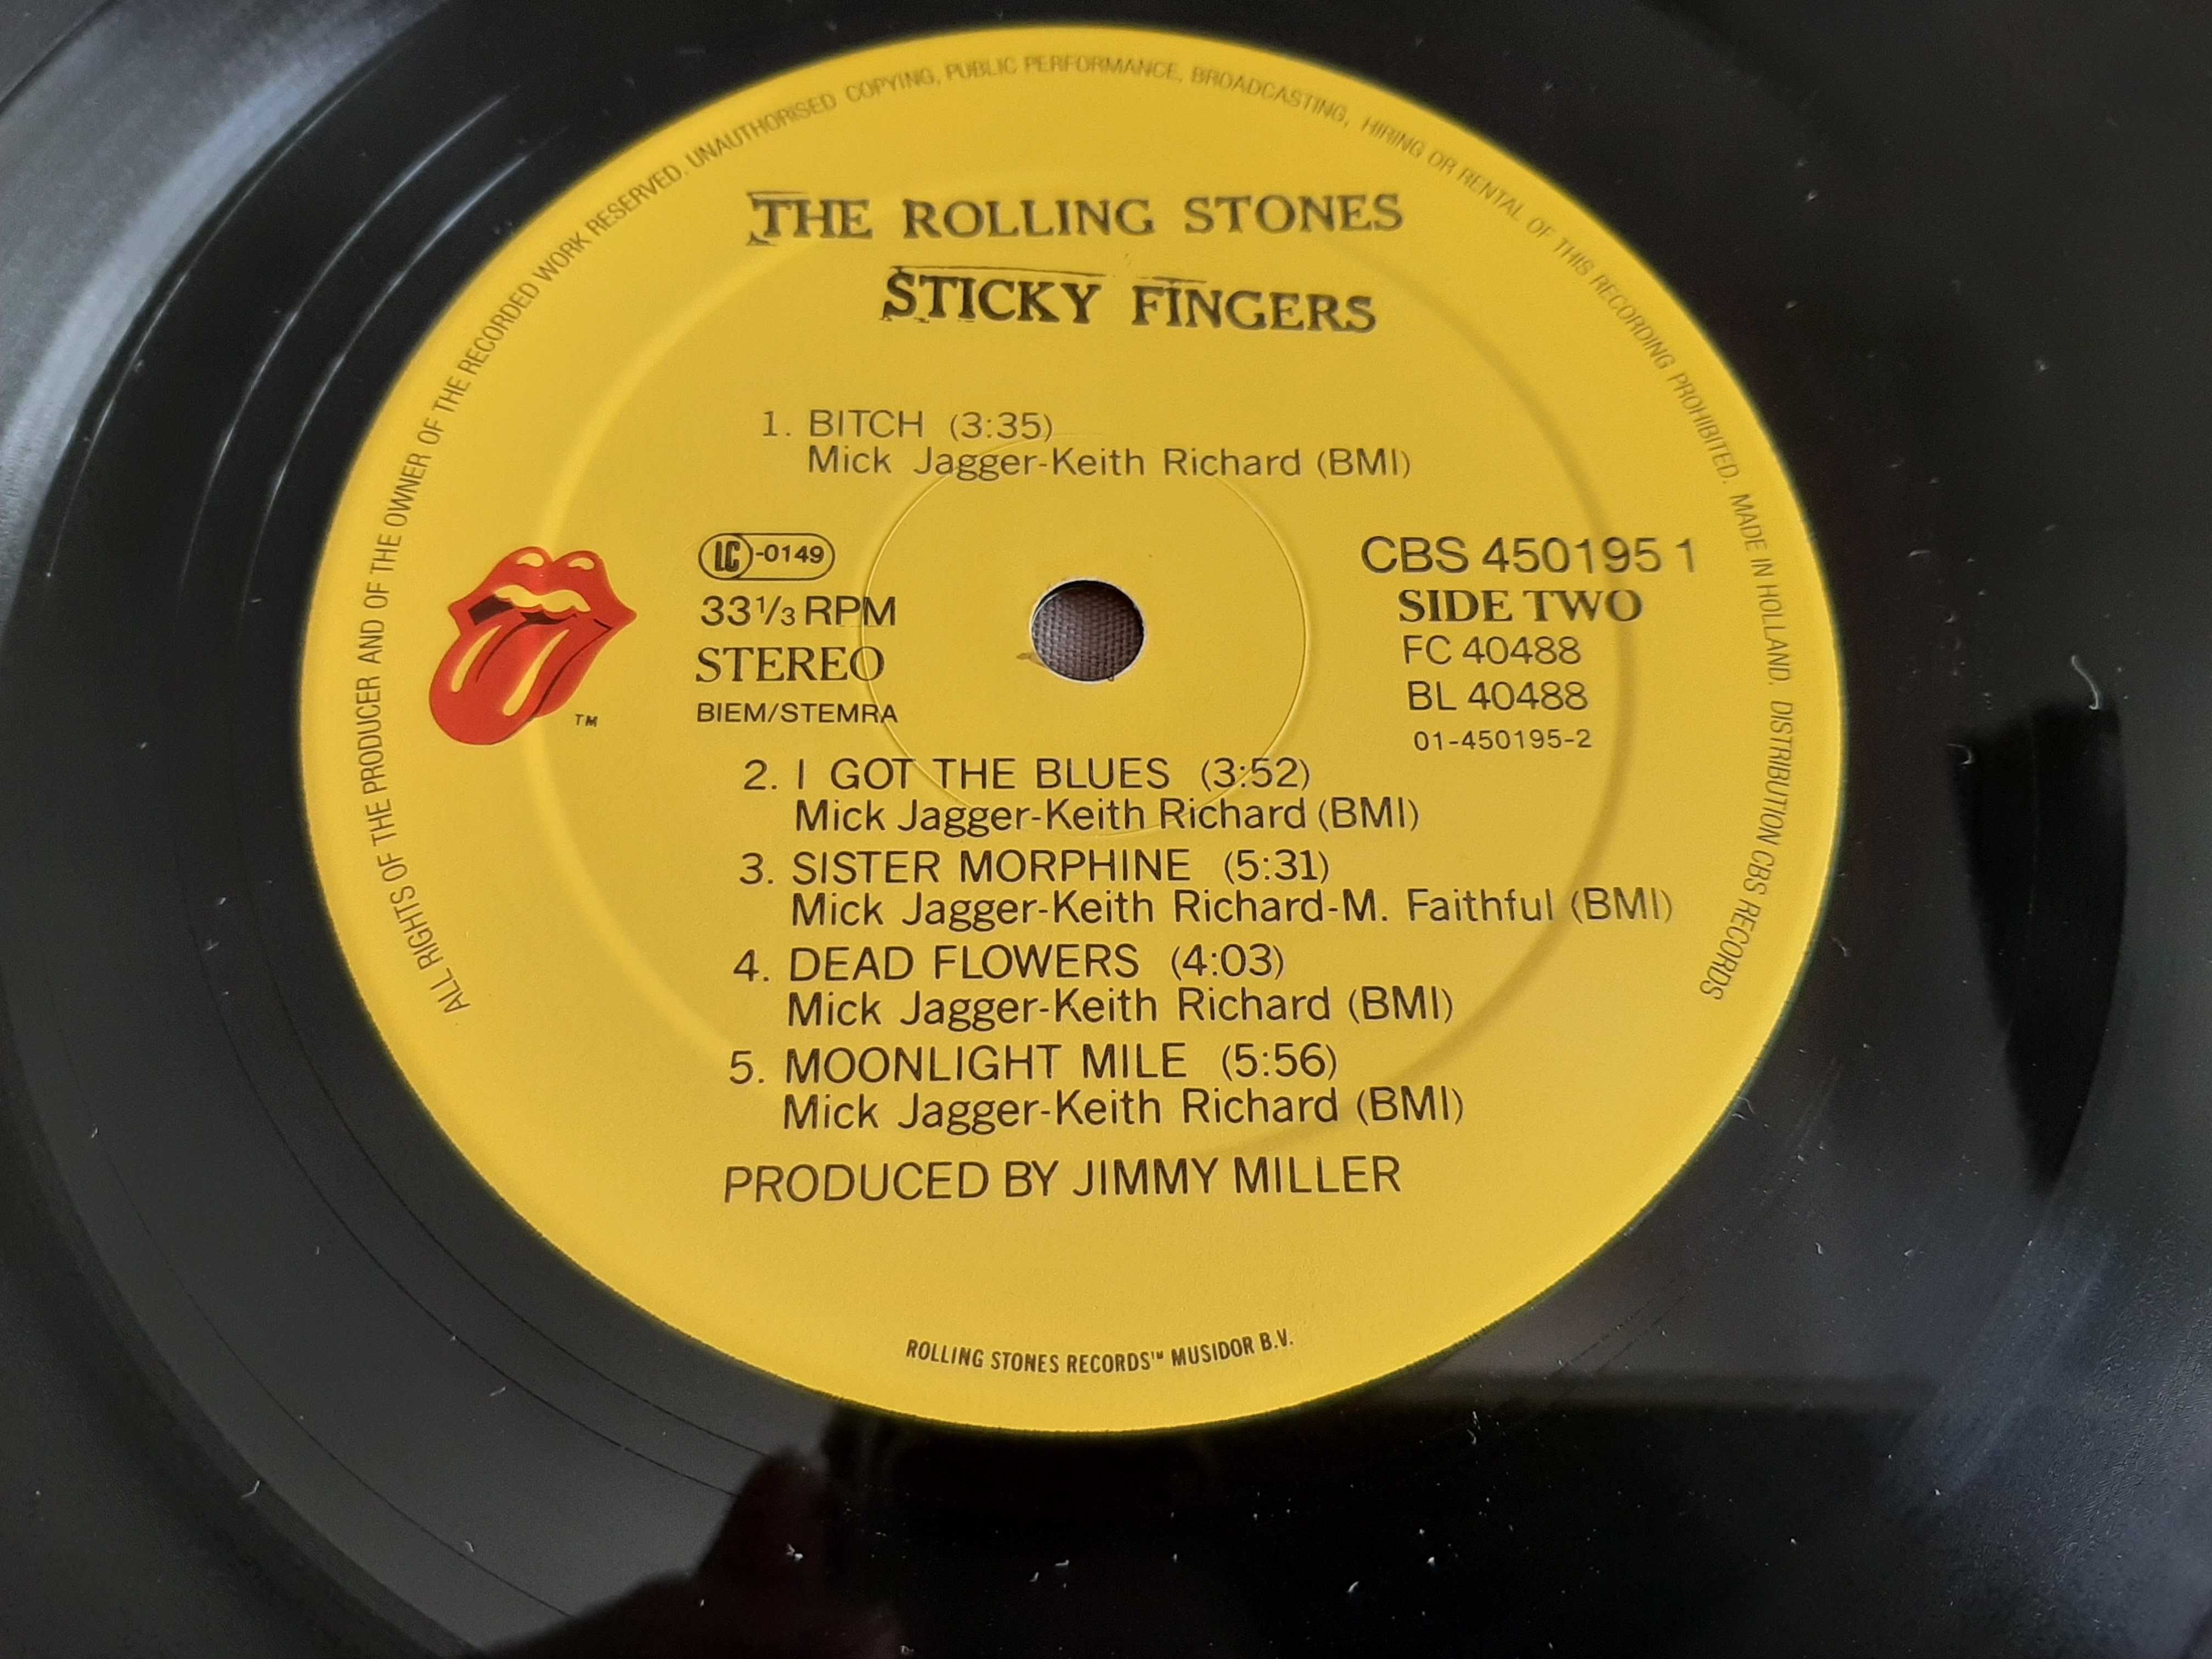 ALL RIGHTS OF THE PRODUCER AND OF THE OWNER OF THE RECORDED WORK RESERVED. UNAUTHORISED COPYING, PUBLIC PERFORMANCE, BROADCASTING, HIRING OR RENTAL OF THIS RECORDING PROHIBITED. MADE IN HOLLAND. DISTRIBUTION CBS RECORDS
THE ROLLING STONES
STICKY FINGERS
1. BITCH (3:35)
Mick Jagger-Keith Richard (BMI)
LC-0149
33 1/3 RPM
STEREO
BIEM/STEMRA
TM
CBS 450195 1
SIDE TWO
FC 40488
BL 40488
01-450195-2
2. I GOT THE BLUES (3:52)
Mick Jagger-Keith Richard (BMI)
3. SISTER MORPHINE (5:31)
Mick Jagger-Keith Richard-M. Faithful (BMI)
4. DEAD FLOWERS (4:03)
Mick Jagger-Keith Richard (BMI)
5. MOONLIGHT MILE (5:56)
Mick Jagger-Keith Richard (BMI)
PRODUCED BY JIMMY MILLER
ROLLING STONES RECORDS™ MUSIDOR B.V.